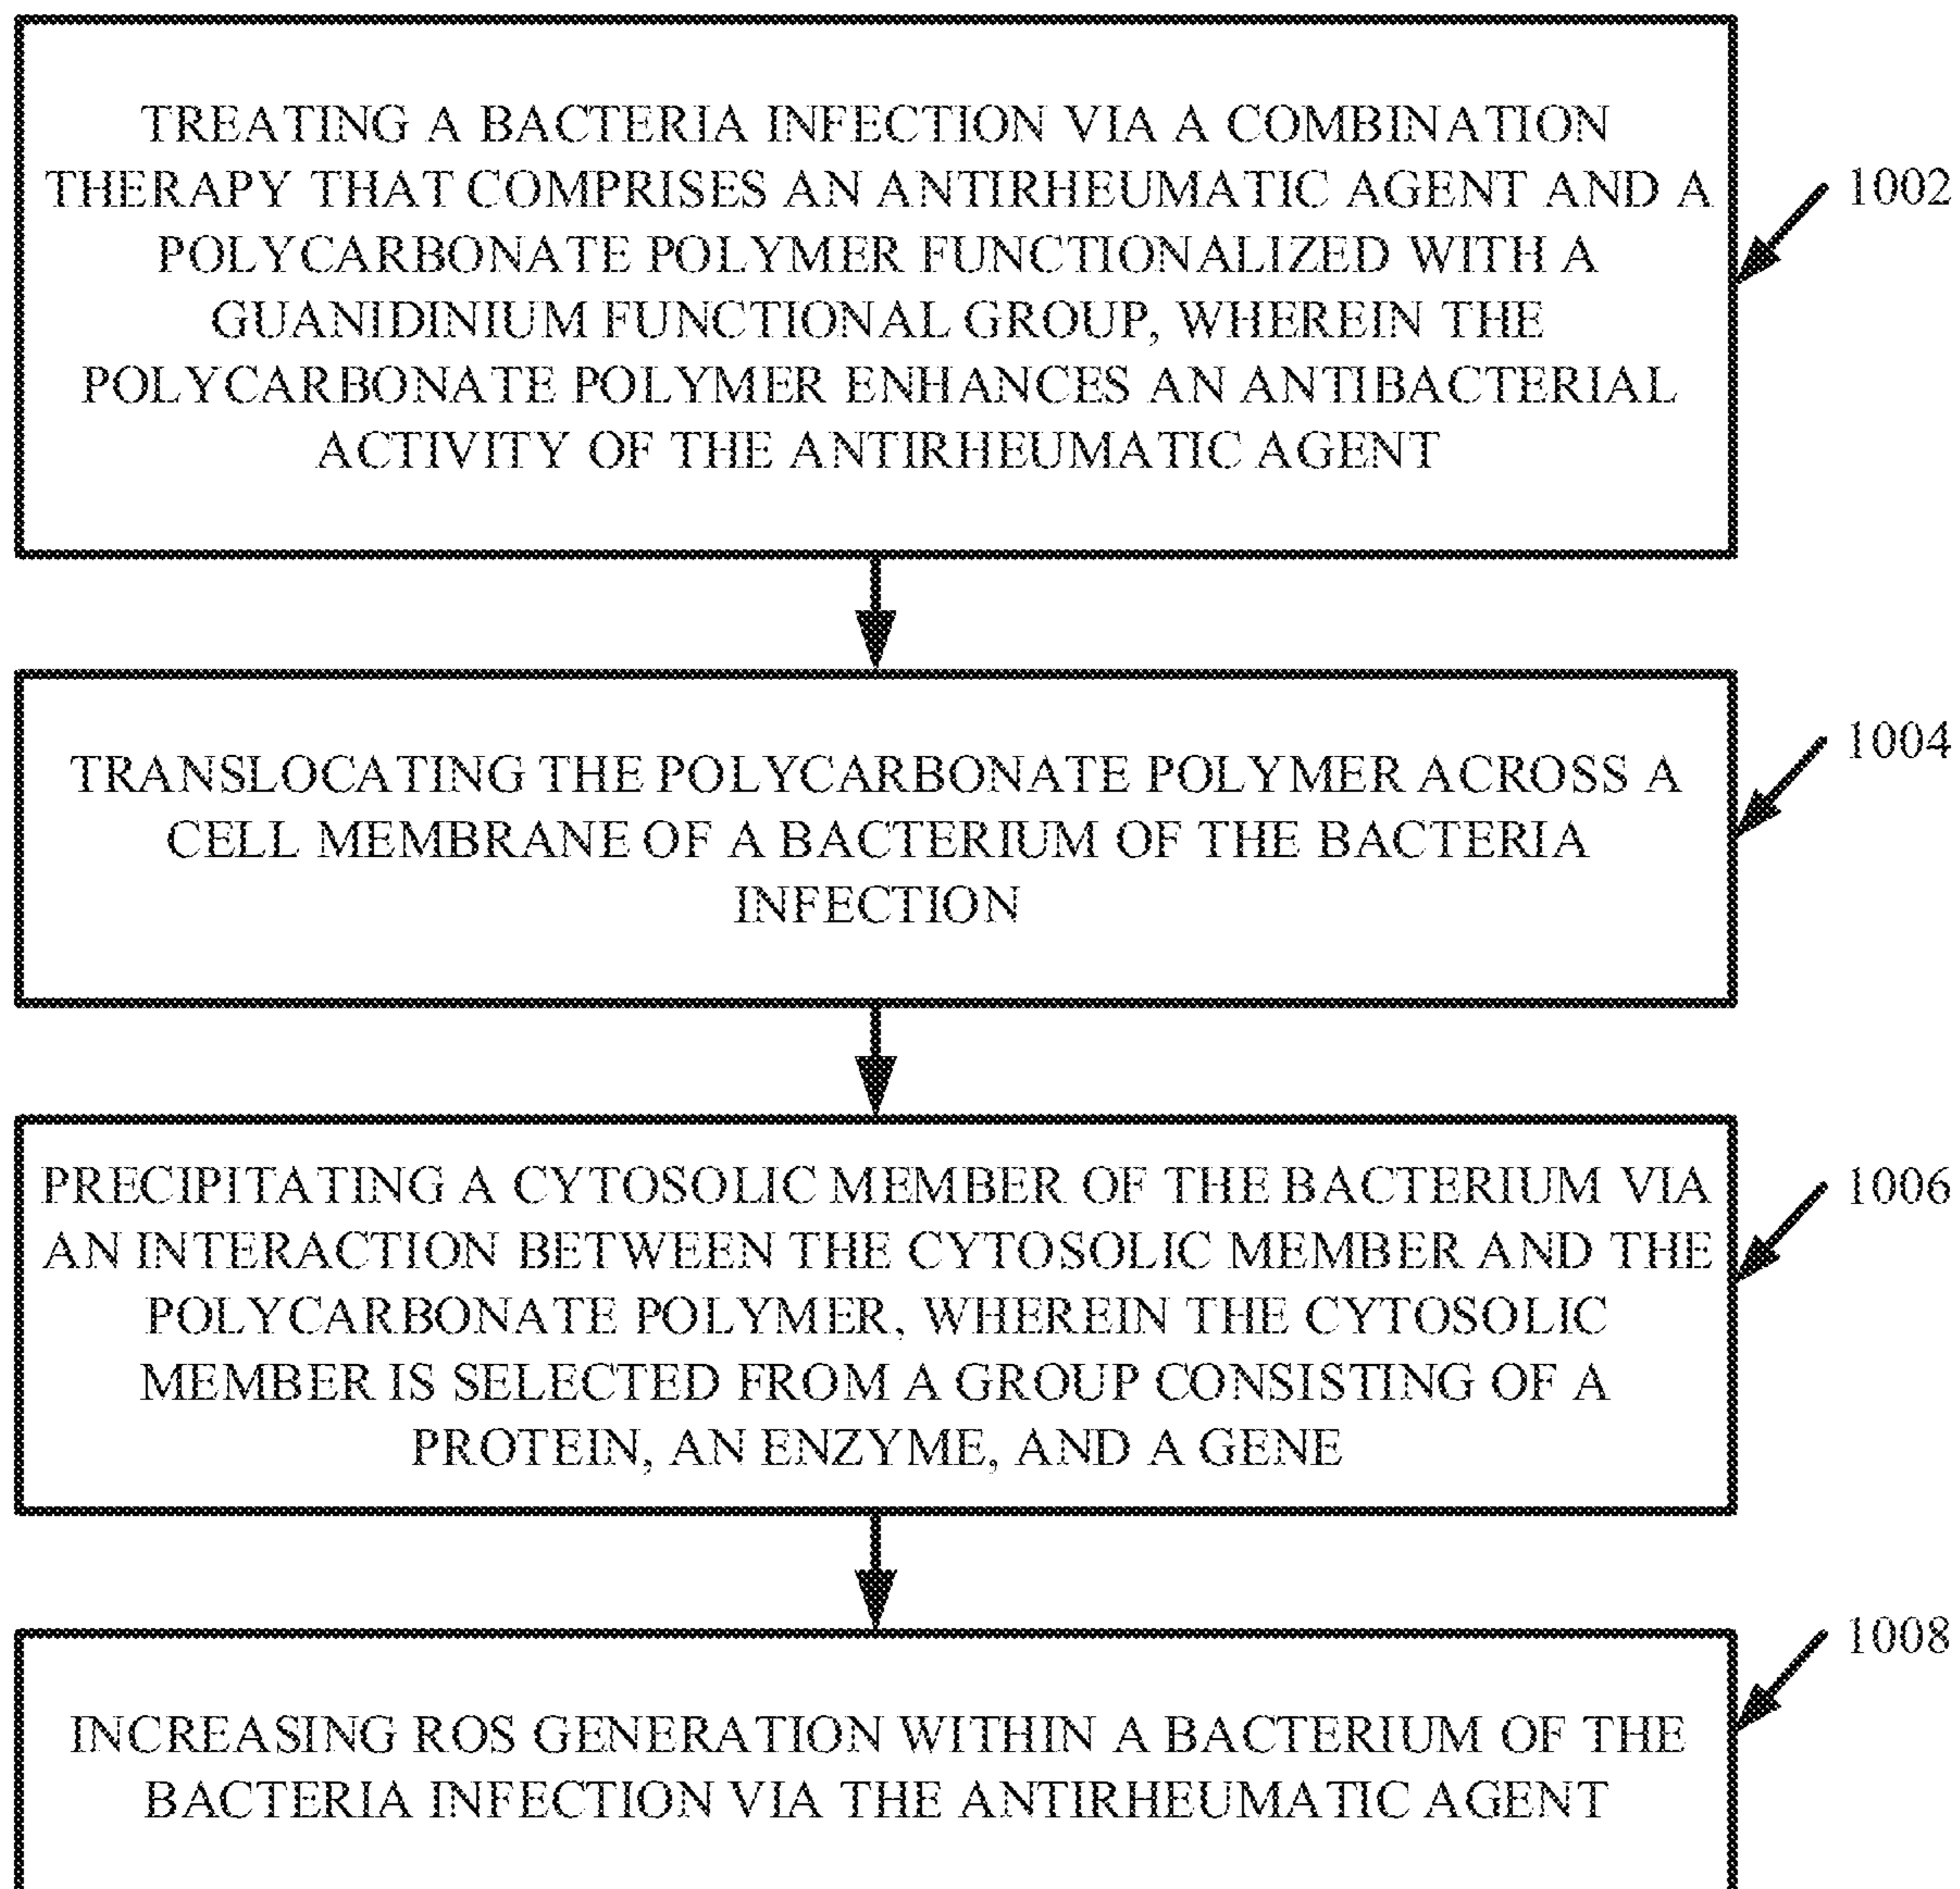 TREATING A BACTERIA INFECTION VIA A COMBINATION
THERAPY THAT COMPRISES AN ANTIRHEUMATIC AGENT AND A
POLYCARBONATE POLYMER FUNCTIONALIZED WITH A
GUANIDINIUM FUNCTIONAL GROUP, WHEREIN THE
POLYCARBONATE POLYMER ENHANCES AN ANTIBACTERIAL
ACTIVITY OF THE ANTIRHEUMATIC AGENT
1002
TRANSLOCATING THE POLYCARBONATE POLYMER ACROSS A
CELL MEMBRANE OF A BACTERIUM OF THE BACTERIA
INFECTION
1004
PRECIPITATING A CYTOSOLIC MEMBER OF THE BACTERIUM VIA
AN INTERACTION BETWEEN THE CYTOSOLIC MEMBER AND THE
POLYCARBONATE POLYMER, WHEREIN THE CYTOSOLIC
MEMBER IS SELECTED FROM A GROUP CONSISTING OF A
PROTEIN, AN ENZYME, AND A GENE
1006
INCREASING ROS GENERATION WITHIN A BACTERIUM OF THE
BACTERIA INFECTION VIA THE ANTIRHEUMATIC AGENT
1008